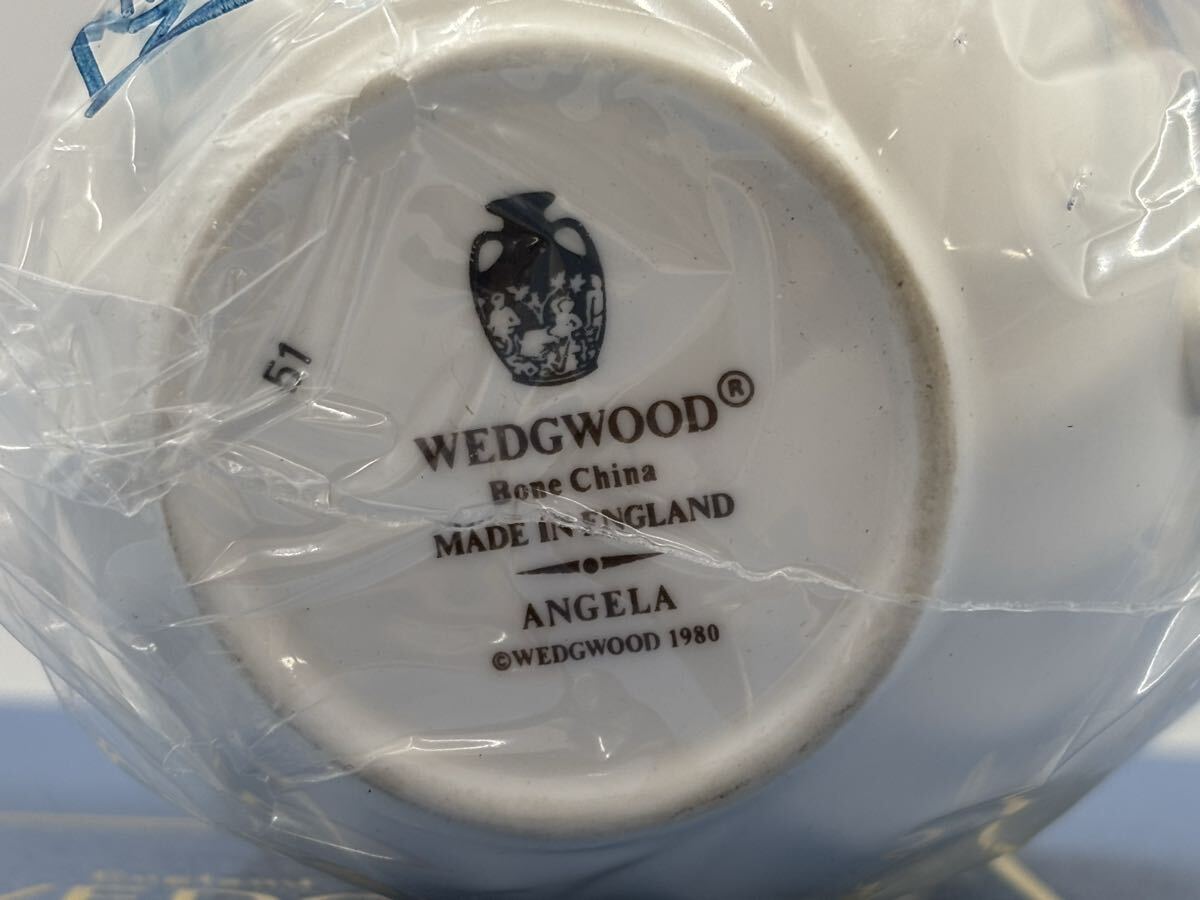 51
WEDGWOOD®
Bone China
MADE IN ENGLAND
ANGELA
©WEDGWOOD 1980